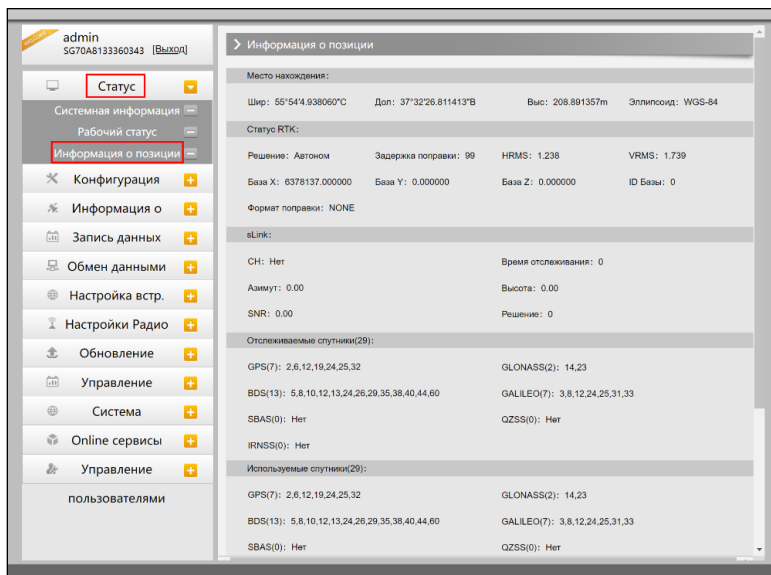 WELCOME
admin
SG70A8133360343 [Выход]
Статус
Системная информация
Рабочий статус
Информация о позиции
Конфигурация
Информация о
Запись данных
Обмен данными
Настройка встр.
Настройки Радио
Обновление
Управление
Система
Online сервисы
Управление
пользователями
Информация о позиции
Место нахождения:
Шир: 55°54'4.938060"С Дол: 37°32'26.811413"В Выс: 208.891357m Эллипсоид: WGS-84
Статус RTK:
Решение: Автоном Задержка поправки: 99 HRMS: 1.238 VRMS: 1.739
База X: 6378137.000000 База Y: 0.000000 База Z: 0.000000 ID Базы: 0
Формат поправки: NONE
sLink:
CH: Нет Время отслеживания: 0
Азимут: 0.00 Высота: 0.00
SNR: 0.00 Решение: 0
Отслеживаемые спутники(29):
GPS(7): 2,6,12,19,24,25,32 GLONASS(2): 14,23
BDS(13): 5,8,10,12,13,24,26,29,35,38,40,44,60 GALILEO(7): 3,8,12,24,25,31,33
SBAS(0): Нет QZSS(0): Нет
IRNSS(0): Нет
Используемые спутники(29):
GPS(7): 2,6,12,19,24,25,32 GLONASS(2): 14,23
BDS(13): 5,8,10,12,13,24,26,29,35,38,40,44,60 GALILEO(7): 3,8,12,24,25,31,33
SBAS(0): Нет QZSS(0): Нет